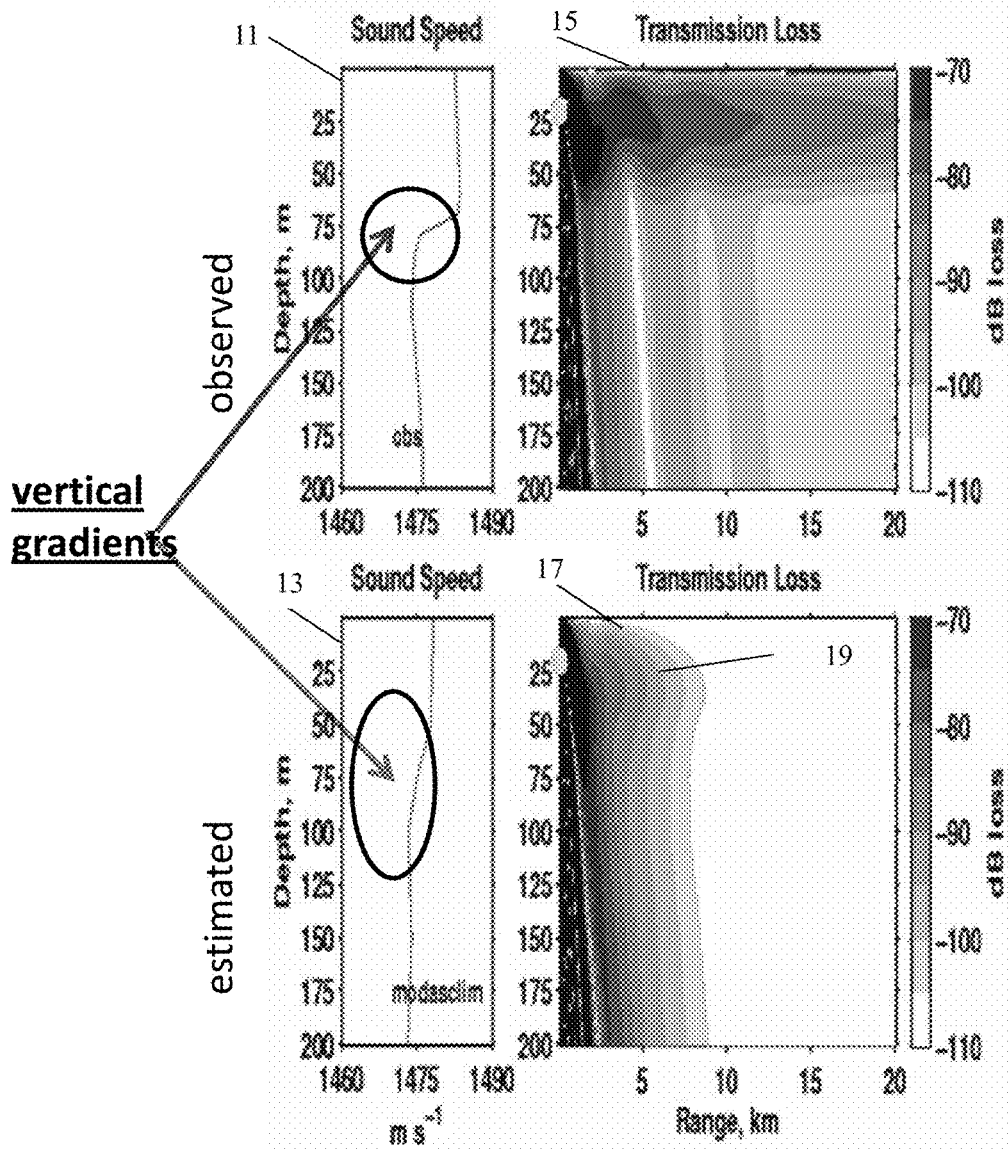 11
Sound Speed
15
Transmission Loss
25
50
75
100
125
150
175
200
Depth, m
observed
obs
1460 1475 1490
25
50
75
100
125
150
175
200
5 10 15 20
-70
-80
-90
-100
-110
dB loss
vertical
gradients
13
Sound Speed
17
Transmission Loss
19
25
50
75
100
125
150
175
200
Depth, m
estimated
modasclim
1460 1475 1490
m s⁻¹
25
50
75
100
125
150
175
200
5 10 15 20
Range, km
-70
-80
-90
-100
-110
dB loss